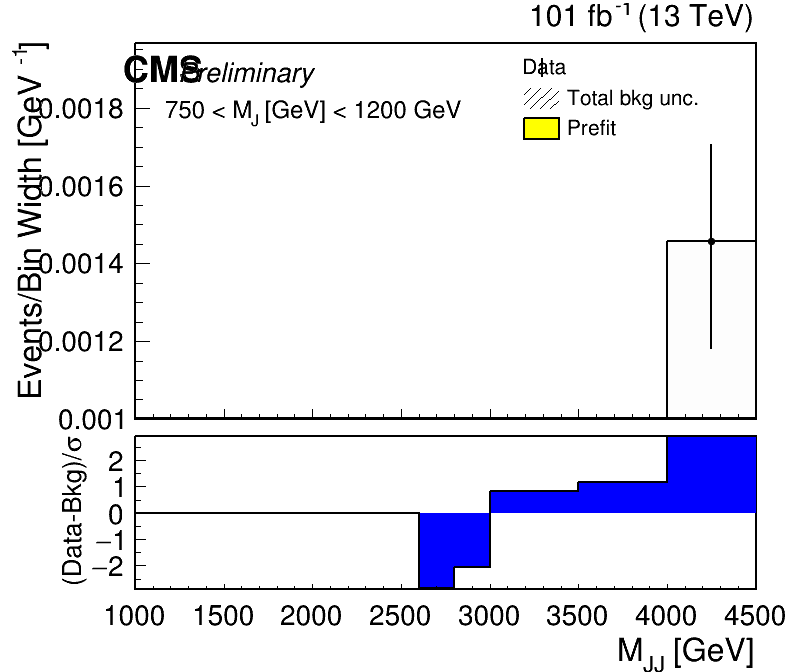 101 fb⁻¹ (13 TeV)
CMS Preliminary
750 < M_J [GeV] < 1200 GeV
Data
Total bkg unc.
Prefit
Events/Bin Width [GeV⁻¹]
0.0018
0.0016
0.0014
0.0012
0.001
(Data-Bkg)/σ
2
1
0
−1
−2
1000 1500 2000 2500 3000 3500 4000 4500
M_JJ [GeV]